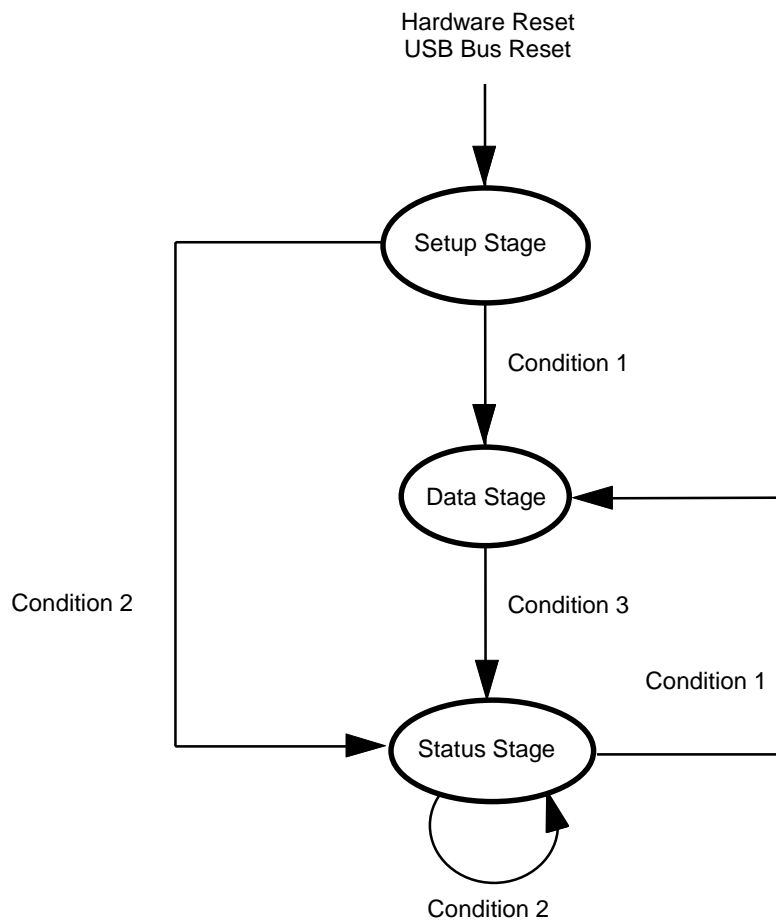 Hardware Reset
USB Bus Reset
Setup Stage
Condition 1
Data Stage
Condition 2
Condition 3
Condition 1
Status Stage
Condition 2